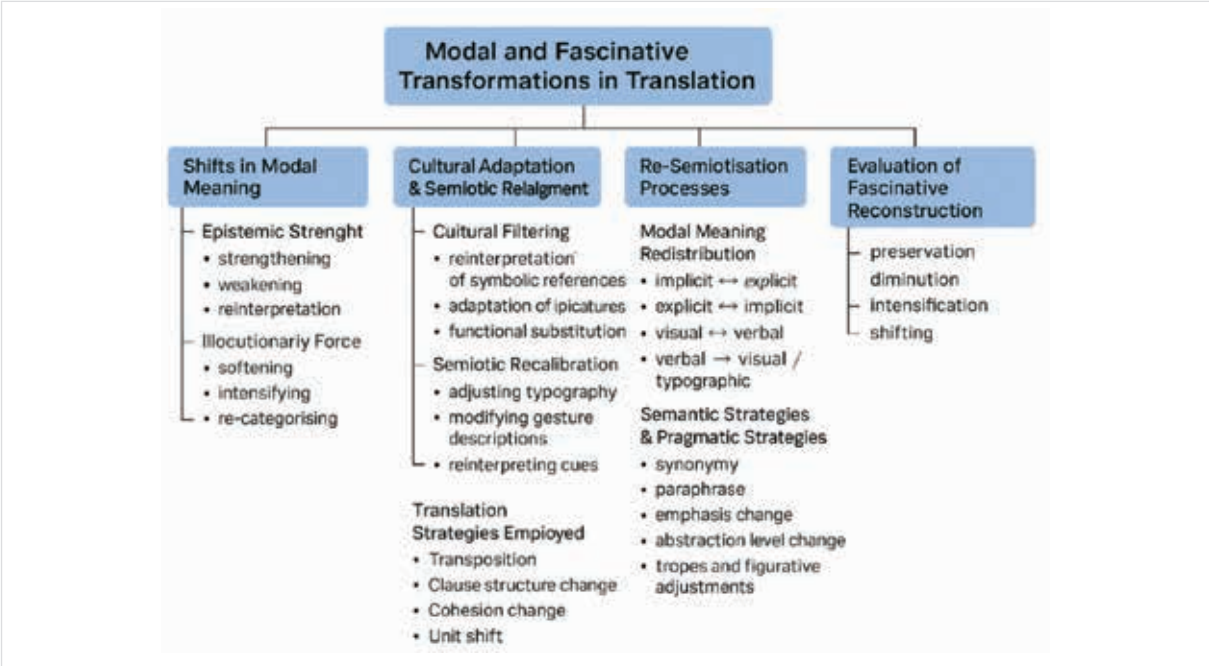 Modal and Fascinative
Transformations in Translation
Shifts in Modal
Meaning
Epistemic Strenght
• strengthening
• weakening
• reinterpretation
Illocutionariy Force
• softening
• intensifying
• re-categorising
Cultural Adaptation
& Semiotic Relalgment
Cultural Filtering
• reinterpretation
of symbolic references
• adaptation of ipicatures
• functional substitution
Semiotic Recalibration
• adjusting typography
• modifying gesture
descriptions
• reinterpreting cues
Translation
Strategies Employed
• Transposition
• Clause structure change
• Cohesion change
• Unit shift
Re-Semiotisation
Processes
Modal Meaning
Redistribution
• implicit ↔ explicit
• explicit ↔ implicit
• visual ↔ verbal
• verbal → visual /
typographic
Semantic Strategies
& Pragmatic Strategies
• synonymy
• paraphrase
• emphasis change
• abstraction level change
• tropes and figurative
adjustments
Evaluation of
Fascinative
Reconstruction
preservation
diminution
intensification
shifting